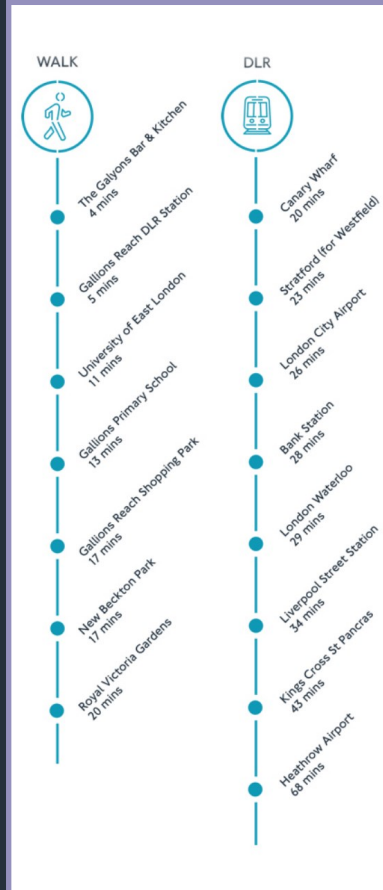 WALK
The Galyons Bar & Kitchen
4 mins
Gallions Reach DLR Station
5 mins
University of East London
11 mins
Gallions Primary School
13 mins
Gallions Reach Shopping Park
17 mins
New Beckton Park
17 mins
Royal Victoria Gardens
20 mins
DLR
Canary Wharf
20 mins
Stratford (for Westfield)
23 mins
London City Airport
26 mins
Bank Station
28 mins
London Waterloo
29 mins
Liverpool Street Station
34 mins
Kings Cross St Pancras
43 mins
Heathrow Airport
68 mins